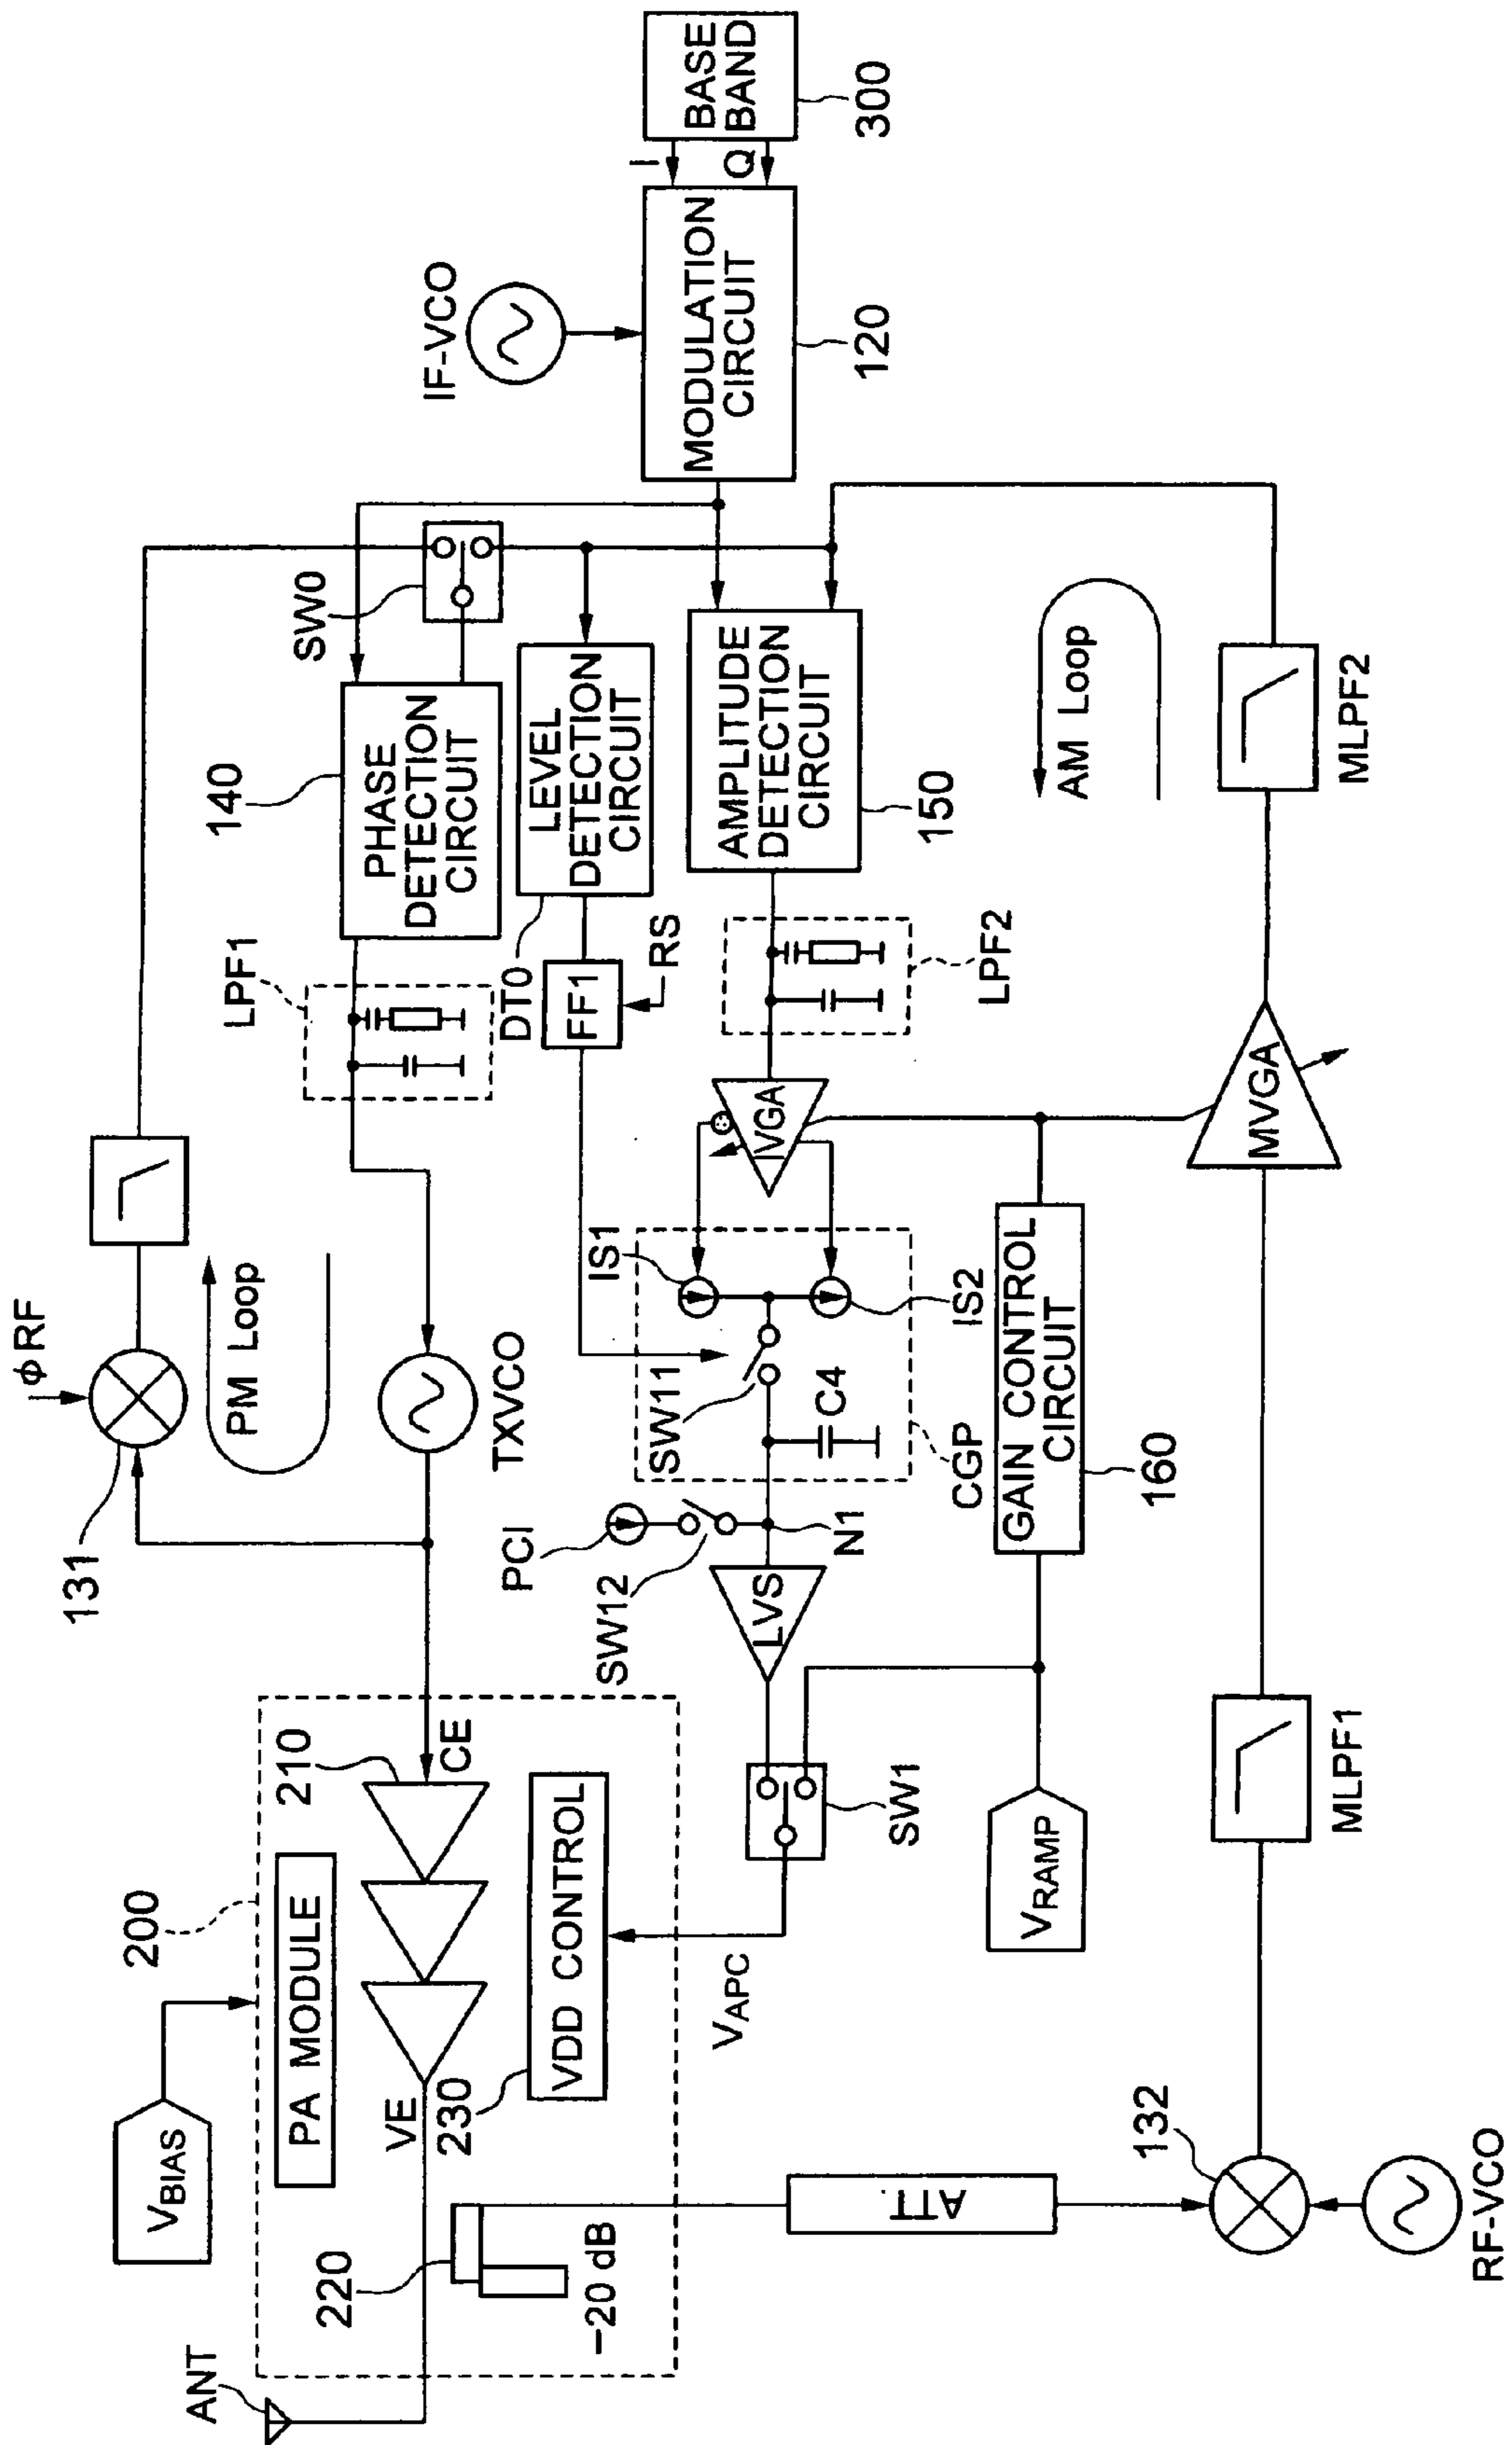 ANT
VBIAS
200
PA MODULE
210
CE
VE
220
230
VDD CONTROL
–20 dB
VAPC
ATT.
132
RF-VCO
131
ϕRF
PM Loop
TXVCO
LPF1
140
PHASE
DETECTION
CIRCUIT
SW0
DT0
LEVEL
DETECTION
CIRCUIT
FF1
RS
IF-VCO
MODULATION
CIRCUIT
120
I
Q
BASE
BAND
300
AMPLITUDE
DETECTION
CIRCUIT
150
LPF2
IVGA
IS1
IS2
SW11
C4
CGP
PCI
SW12
N1
LVS
SW1
VRAMP
GAIN CONTROL
CIRCUIT
160
AM Loop
MLPF1
MVGA
MLPF2